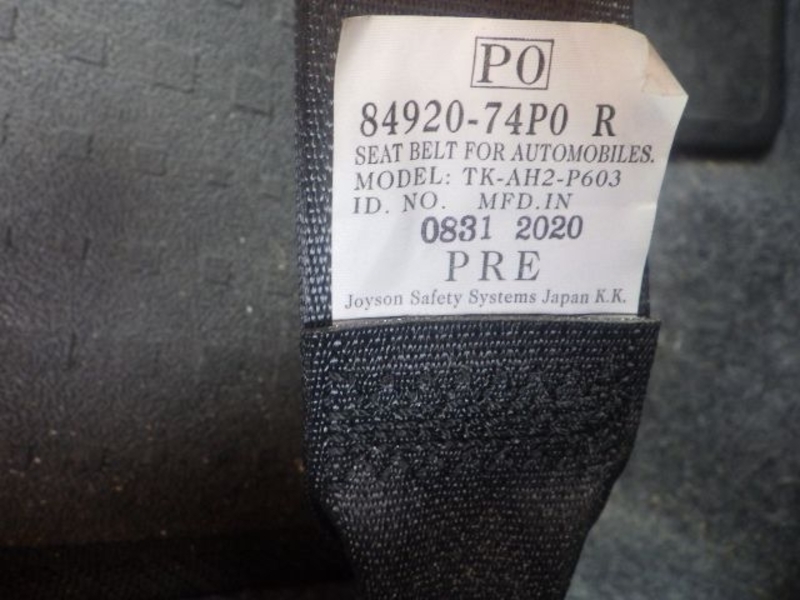 P0
84920-74P0 R
SEAT BELT FOR AUTOMOBILES.
MODEL: TK-AH2-P603
ID. NO. MFD.IN
0831 2020
PRE
Joyson Safety Systems Japan K.K.